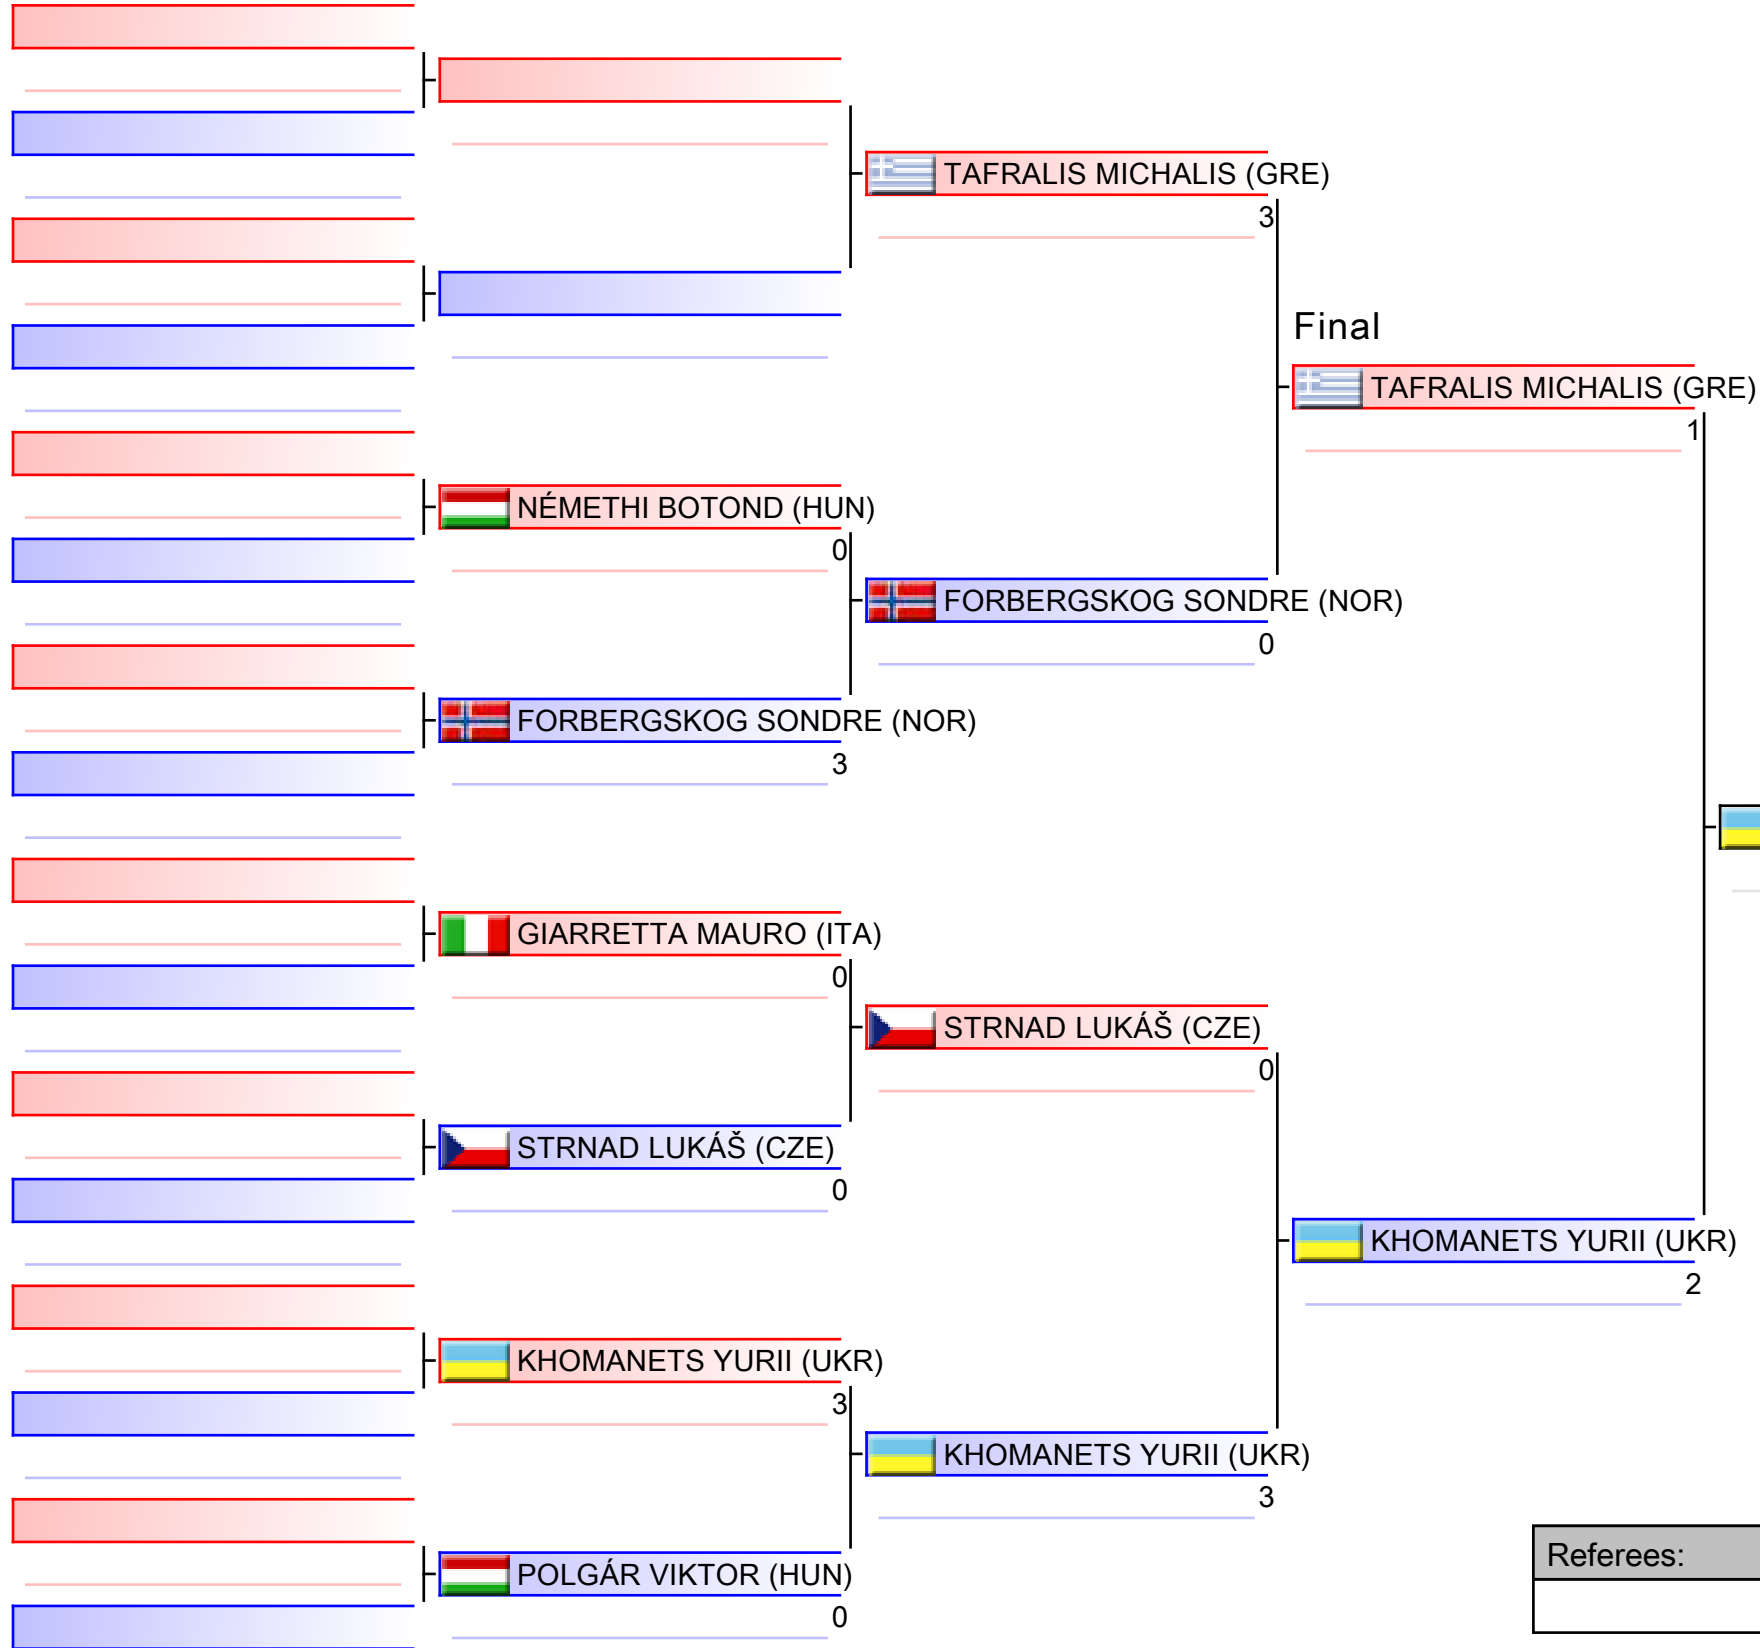 TAFRALIS MICHALIS (GRE)
3
Final
TAFRALIS MICHALIS (GRE)
1
NÉMETHI BOTOND (HUN)
0
FORBERGSKOG SONDRE (NOR)
0
FORBERGSKOG SONDRE (NOR)
3
GIARRETTA MAURO (ITA)
0
STRNAD LUKÁŠ (CZE)
0
STRNAD LUKÁŠ (CZE)
0
KHOMANETS YURII (UKR)
2
KHOMANETS YURII (UKR)
3
KHOMANETS YURII (UKR)
3
POLGÁR VIKTOR (HUN)
0
Referees: